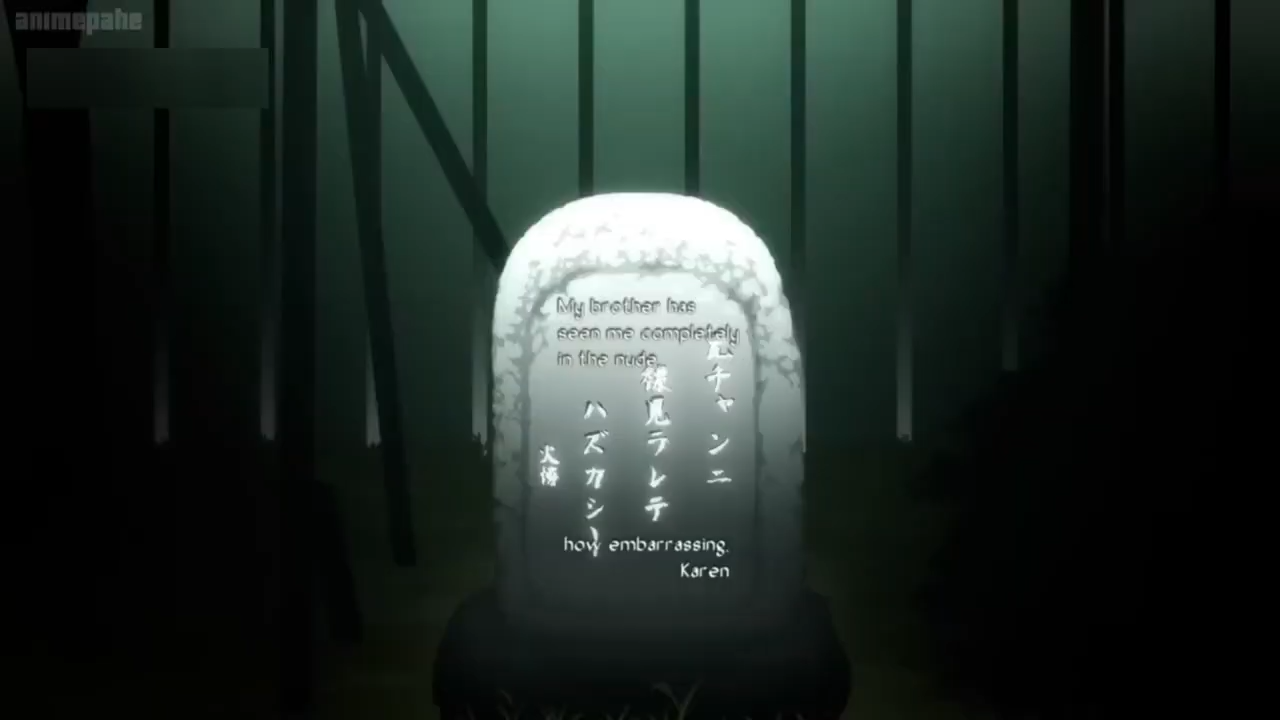 animepahe
My brother has
seen me completely
in the nude,
兄チャンニ
裸見ラレテ
ハズカシー
火憐
how embarrassing.
Karen